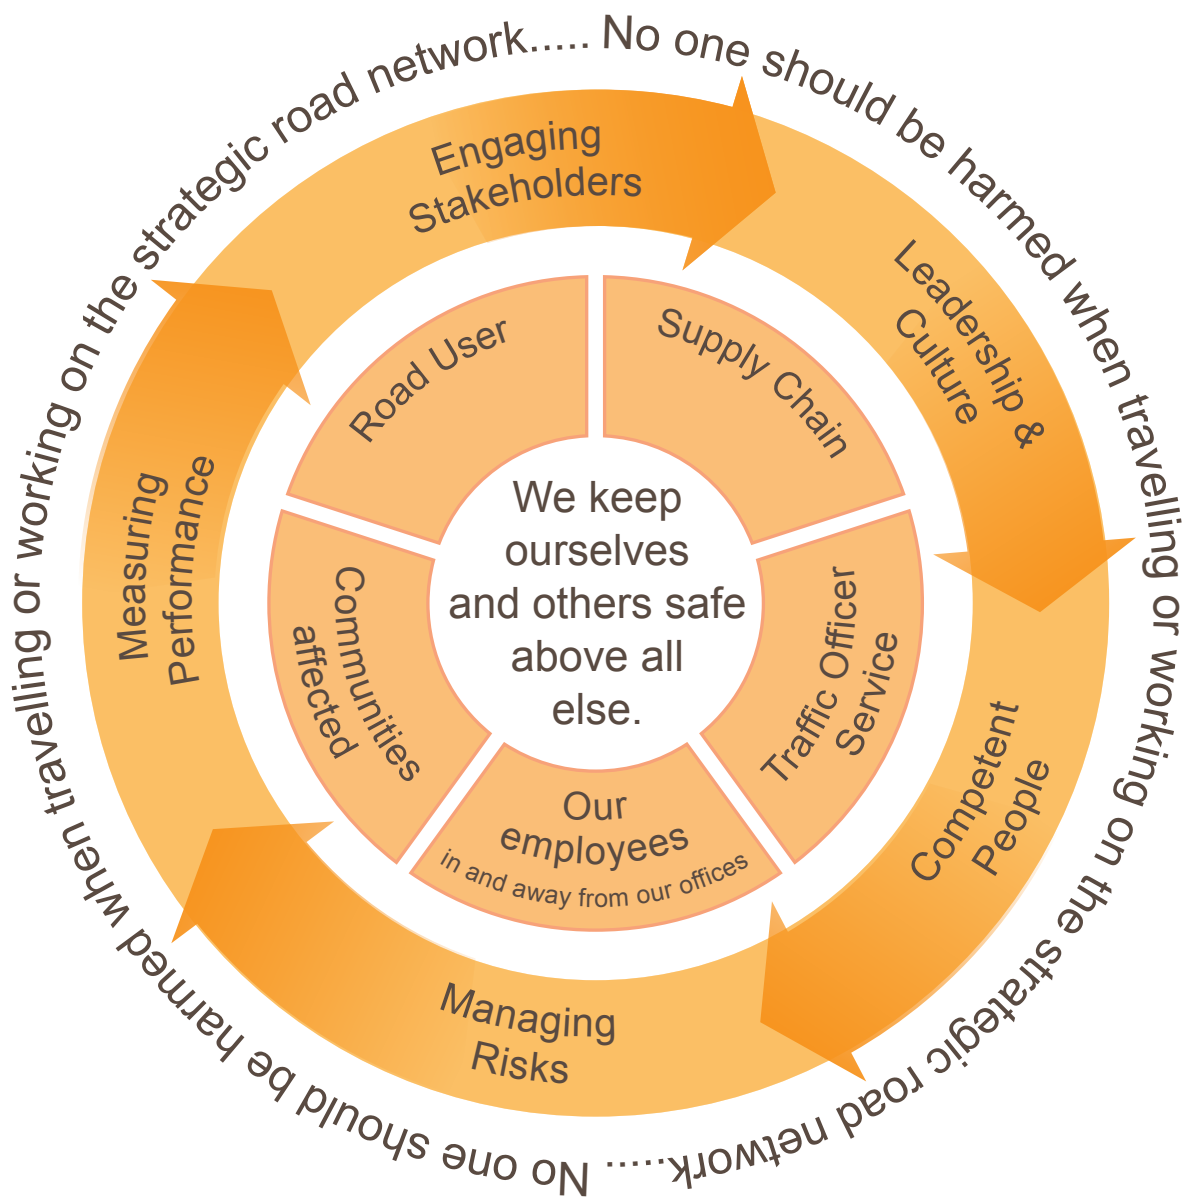 No one should be harmed when travelling or working on the strategic road network.....
No one should be harmed when travelling or working on the strategic road network.....
Engaging
Stakeholders
Leadership &
Culture
Competent
People
Managing
Risks
Measuring
Performance
Road User
Supply Chain
Traffic Officer
Service
Our
employees
in and away from our offices
Communities
affected
We keep
ourselves
and others safe
above all
else.